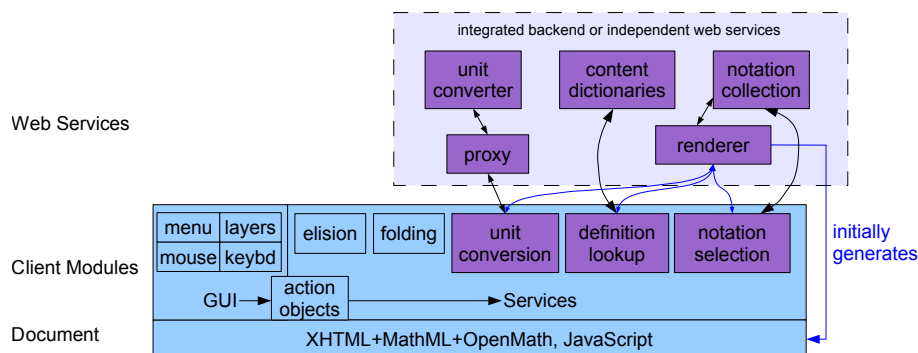 integrated backend or independent web services
unit
converter
content
dictionaries
notation
collection
Web Services
proxy
renderer
menu
layers
mouse
keybd
elision
folding
unit
conversion
definition
lookup
notation
selection
initially
generates
Client Modules
GUI
action
objects
Services
Document
XHTML+MathML+OpenMath, JavaScript